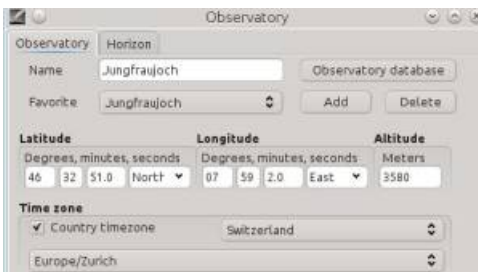 Observatory
Observatory Horizon
Name Jungfraujoch Observatory database
Favorite Jungfraujoch Add Delete
Latitude Longitude Altitude
Degrees, minutes, seconds Degrees, minutes, seconds Meters
46 32 51.0 North 07 59 2.0 East 3580
Time zone
Country timezone Switzerland
Europe/Zurich